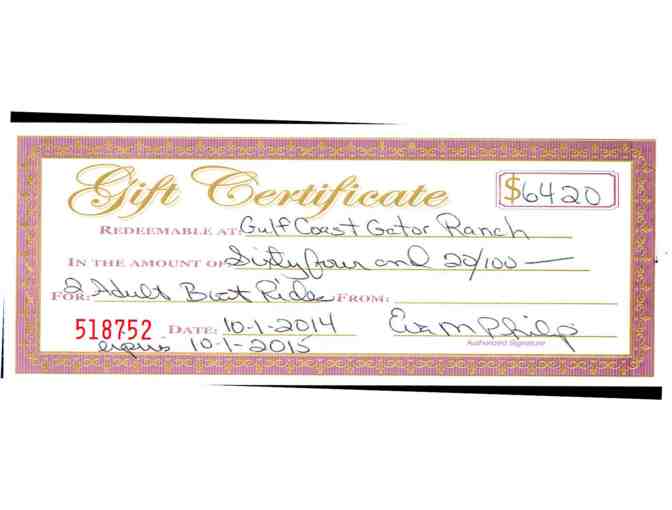 Gift Certificate $6420
REDEEMABLE AT: Gulf Coast Gator Ranch
IN THE AMOUNT OF Sixty four and 20/100 —
FOR: 2 Adult Boat Rides FROM:
518752 DATE: 10-1-2014
Authorized Signature
expires 10-1-2015